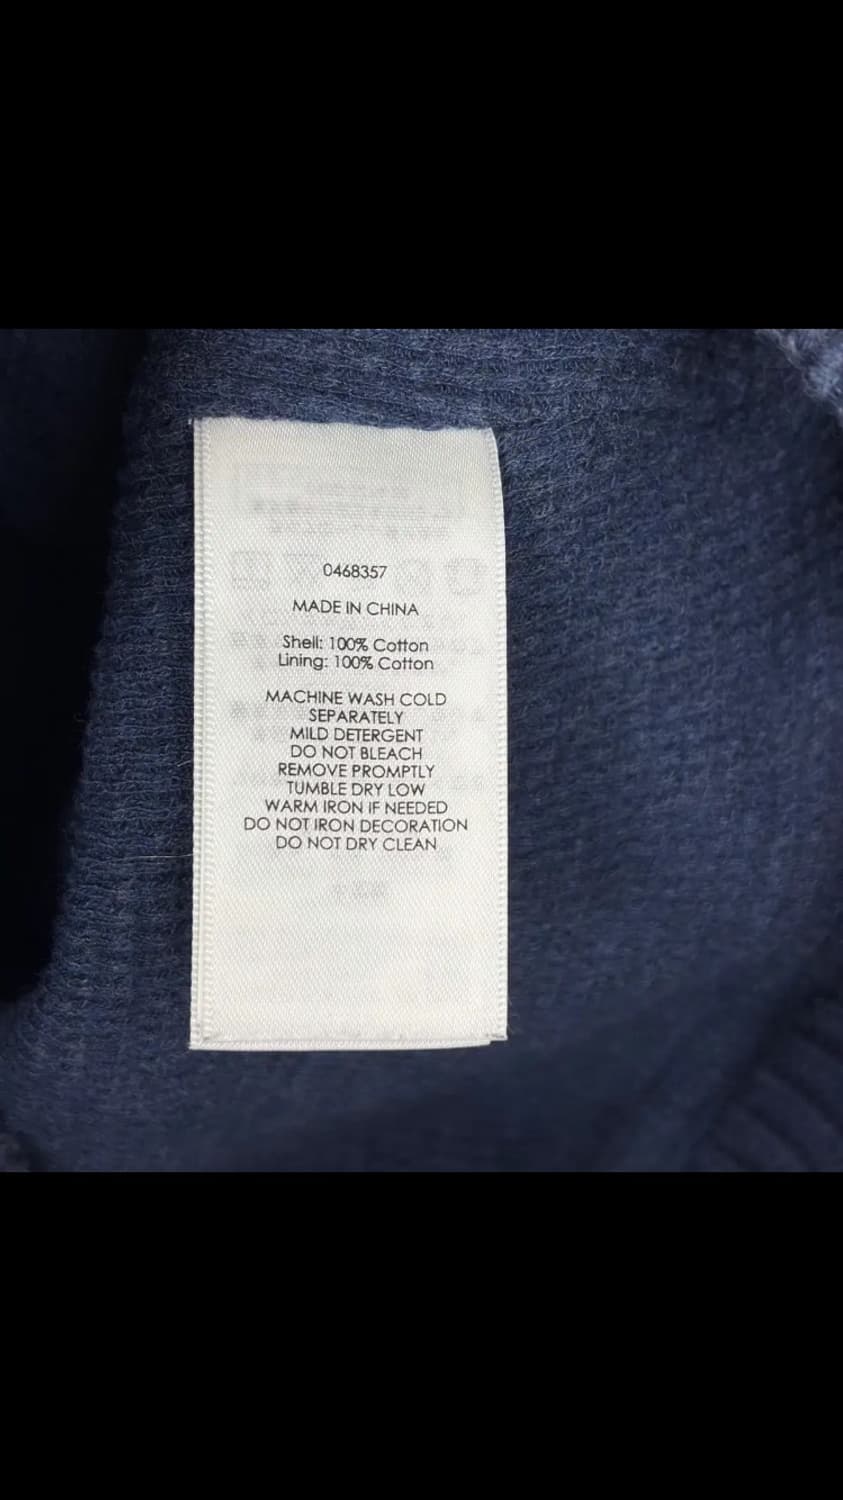 0468357
MADE IN CHINA
Shell: 100% Cotton
Lining: 100% Cotton
MACHINE WASH COLD
SEPARATELY
MILD DETERGENT
DO NOT BLEACH
REMOVE PROMPTLY
TUMBLE DRY LOW
WARM IRON IF NEEDED
DO NOT IRON DECORATION
DO NOT DRY CLEAN